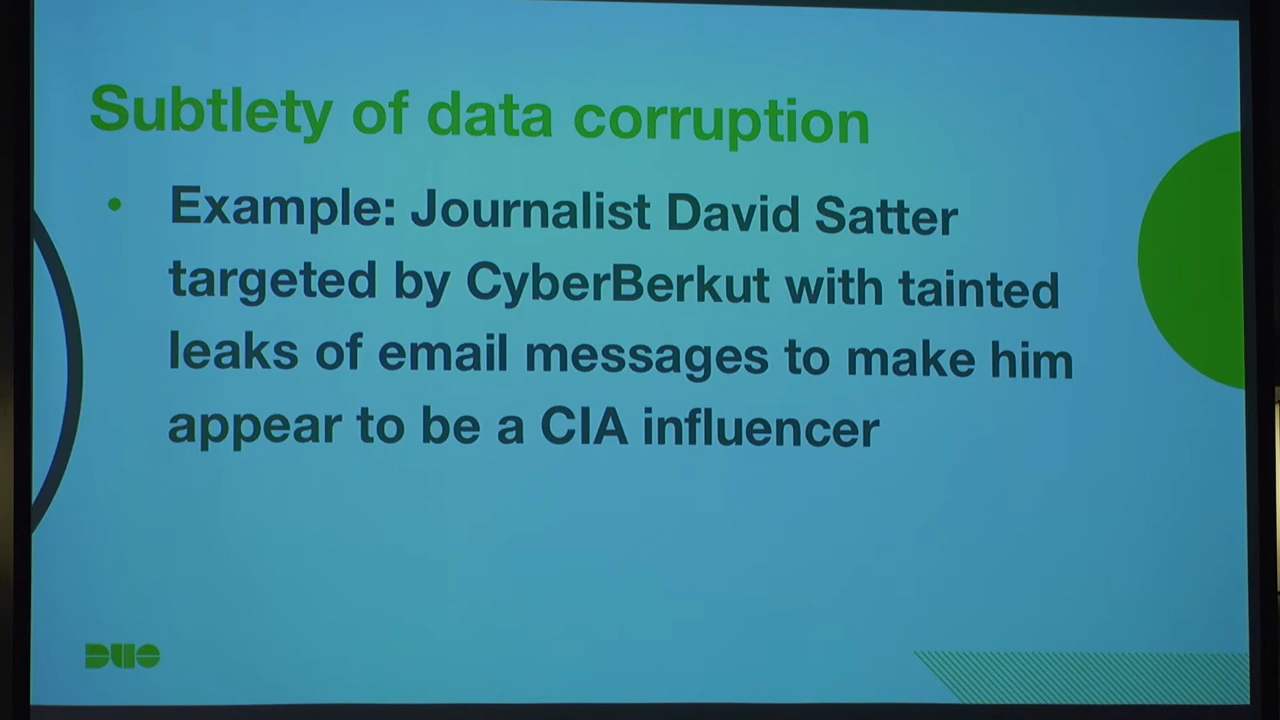 Subtlety of data corruption
• Example: Journalist David Satter
targeted by CyberBerkut with tainted
leaks of email messages to make him
appear to be a CIA influencer
DUO